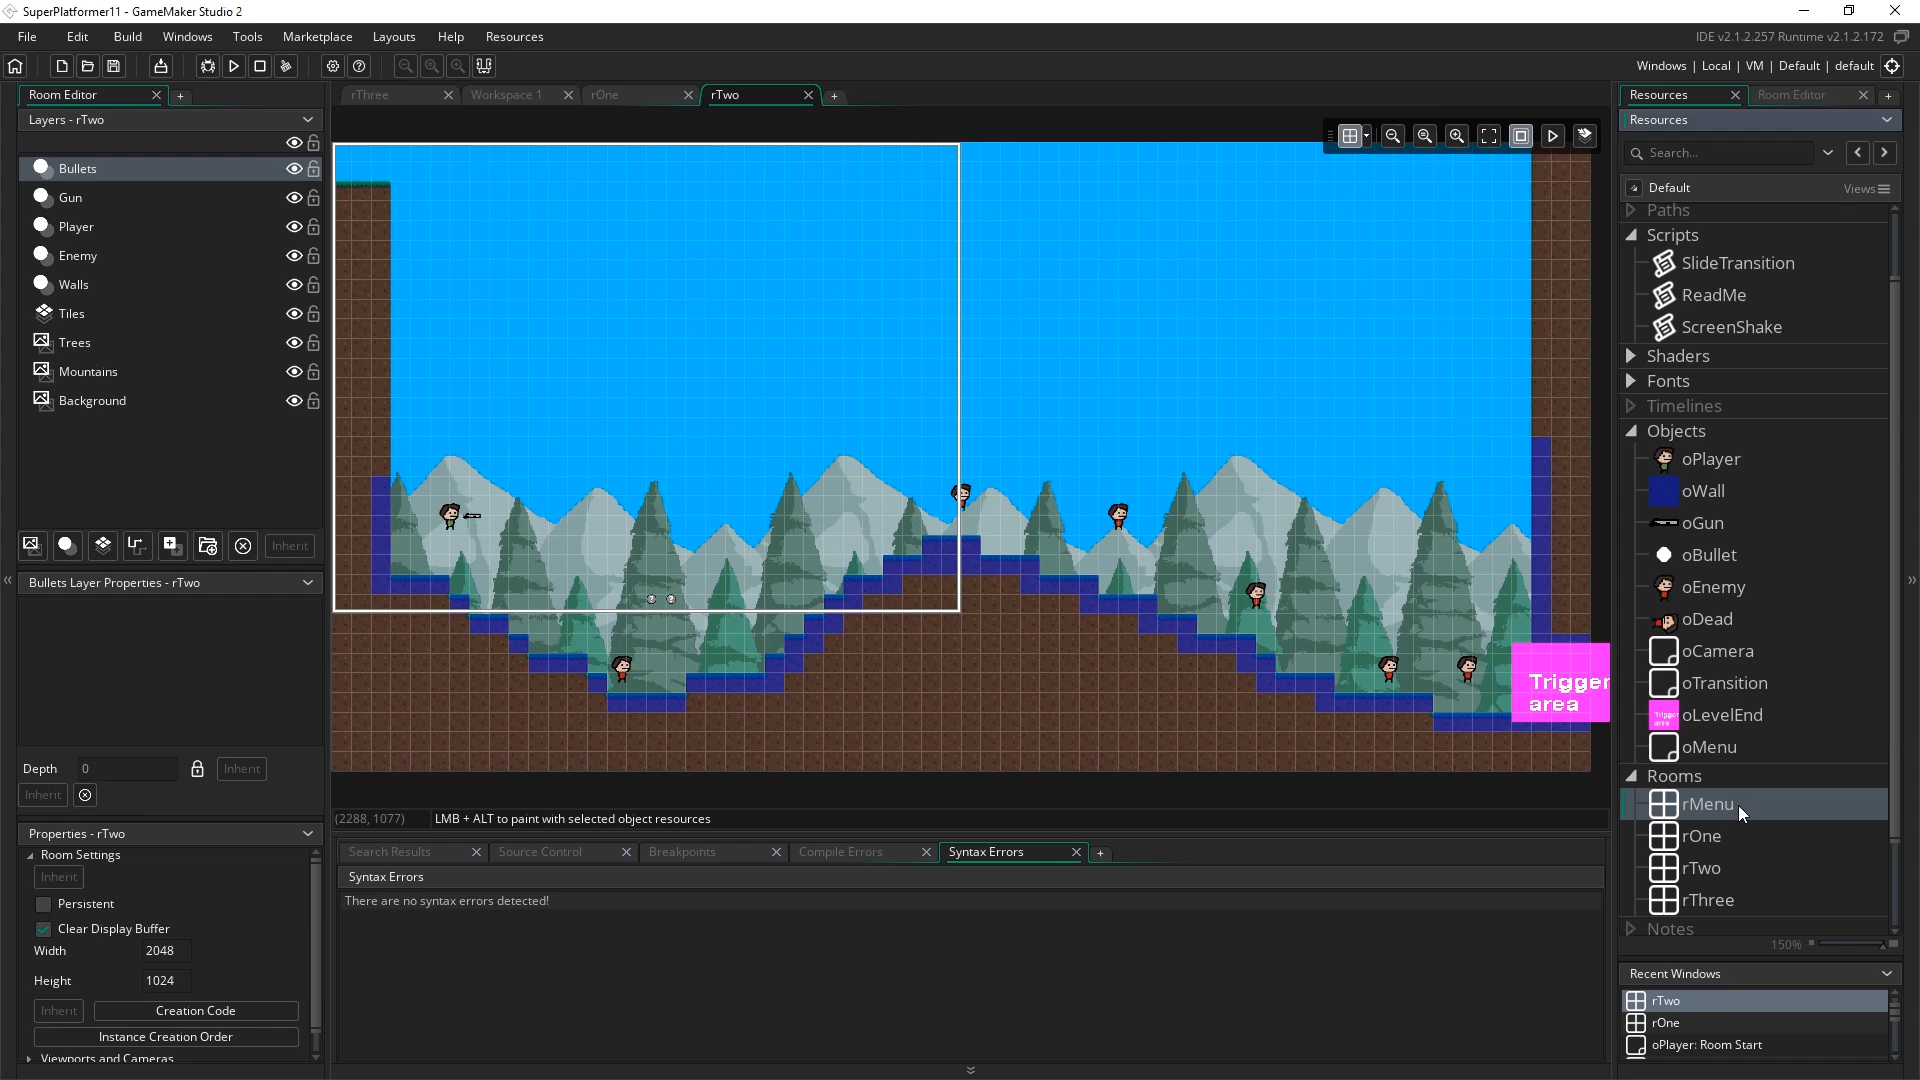 SuperPlatformer11 - GameMaker Studio 2
File Edit Build Windows Tools Marketplace Layouts Help Resources
IDE v2.1.2.257 Runtime v2.1.2.172
Windows | Local | VM | Default | default
Room Editor
Layers - rTwo
Bullets
Gun
Player
Enemy
Walls
Tiles
Trees
Mountains
Background
Inherit
Bullets Layer Properties - rTwo
Depth 0 Inherit
Inherit
Properties - rTwo
Room Settings
Inherit
Persistent
Clear Display Buffer
Width 2048
Height 1024
Inherit Creation Code
Instance Creation Order
Viewports and Cameras
rThree Workspace 1 rOne rTwo
Trigger
area
(2288, 1077) LMB + ALT to paint with selected object resources
Search Results Source Control Breakpoints Compile Errors Syntax Errors
Syntax Errors
There are no syntax errors detected!
Resources Room Editor
Resources
Search...
Default Views
Paths
Scripts
SlideTransition
ReadMe
ScreenShake
Shaders
Fonts
Timelines
Objects
oPlayer
oWall
oGun
oBullet
oEnemy
oDead
oCamera
oTransition
oLevelEnd
oMenu
Rooms
rMenu
rOne
rTwo
rThree
Notes
150%
Recent Windows
rTwo
rOne
oPlayer: Room Start